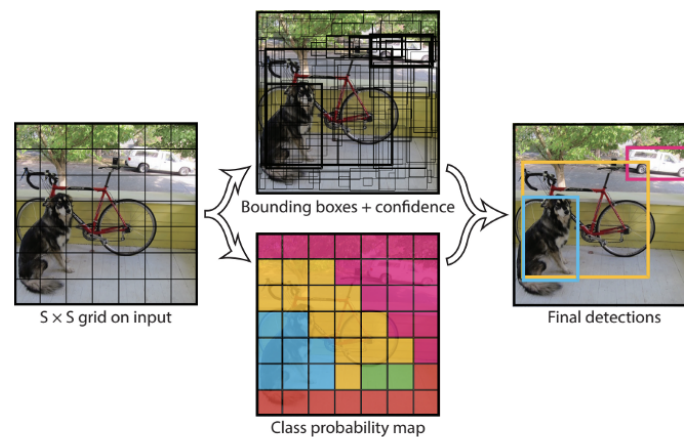 Bounding boxes + confidence
S × S grid on input
Final detections
Class probability map